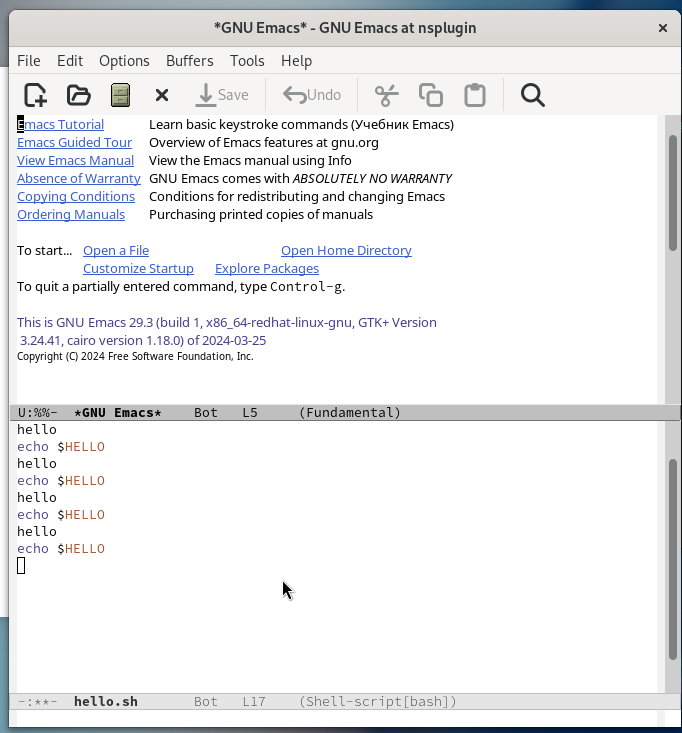 *GNU Emacs* - GNU Emacs at nsplugin
File Edit Options Buffers Tools Help
Save Undo
Emacs Tutorial Learn basic keystroke commands (Учебник Emacs)
Emacs Guided Tour Overview of Emacs features at gnu.org
View Emacs Manual View the Emacs manual using Info
Absence of Warranty GNU Emacs comes with ABSOLUTELY NO WARRANTY
Copying Conditions Conditions for redistributing and changing Emacs
Ordering Manuals Purchasing printed copies of manuals
To start... Open a File Open Home Directory
Customize Startup Explore Packages
To quit a partially entered command, type Control-g.
This is GNU Emacs 29.3 (build 1, x86_64-redhat-linux-gnu, GTK+ Version
3.24.41, cairo version 1.18.0) of 2024-03-25
Copyright (C) 2024 Free Software Foundation, Inc.
U:%%- *GNU Emacs* Bot L5 (Fundamental)
hello
echo $HELLO
hello
echo $HELLO
hello
echo $HELLO
hello
echo $HELLO
-:**- hello.sh Bot L17 (Shell-script[bash])